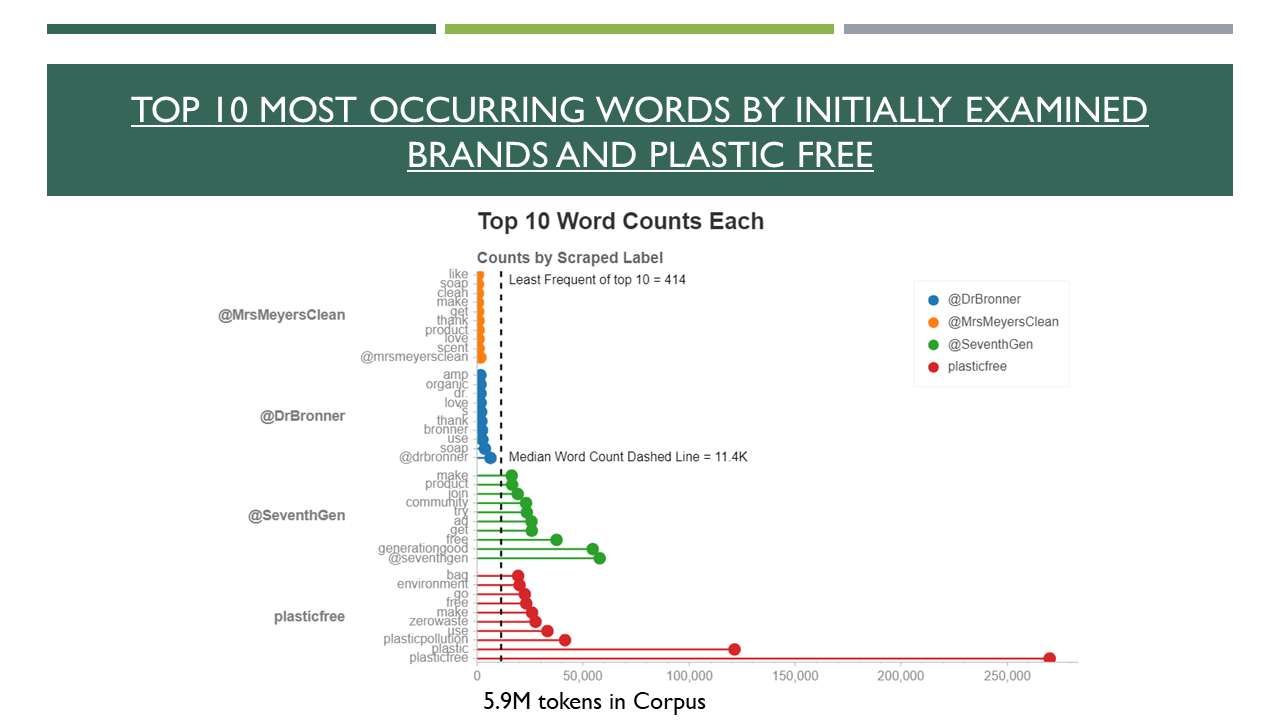 TOP 10 MOST OCCURRING WORDS BY INITIALLY EXAMINED
BRANDS AND PLASTIC FREE
Top 10 Word Counts Each
Counts by Scraped Label
@MrsMeyersClean
like
soap
clean
make
get
thank
product
love
scent
@mrsmeyersclean
Least Frequent of top 10 = 414
@DrBronner
@MrsMeyersClean
@SeventhGen
plasticfree
@DrBronner
amp
organic
dr.
love
's
thank
bronner
use
soap
@drbronner
Median Word Count Dashed Line = 11.4K
@SeventhGen
make
product
join
community
try
ad
get
free
generationgood
@seventhgen
plasticfree
bag
environment
go
free
make
zerowaste
use
plasticpollution
plastic
plasticfree
0 50,000 100,000 150,000 200,000 250,000
5.9M tokens in Corpus